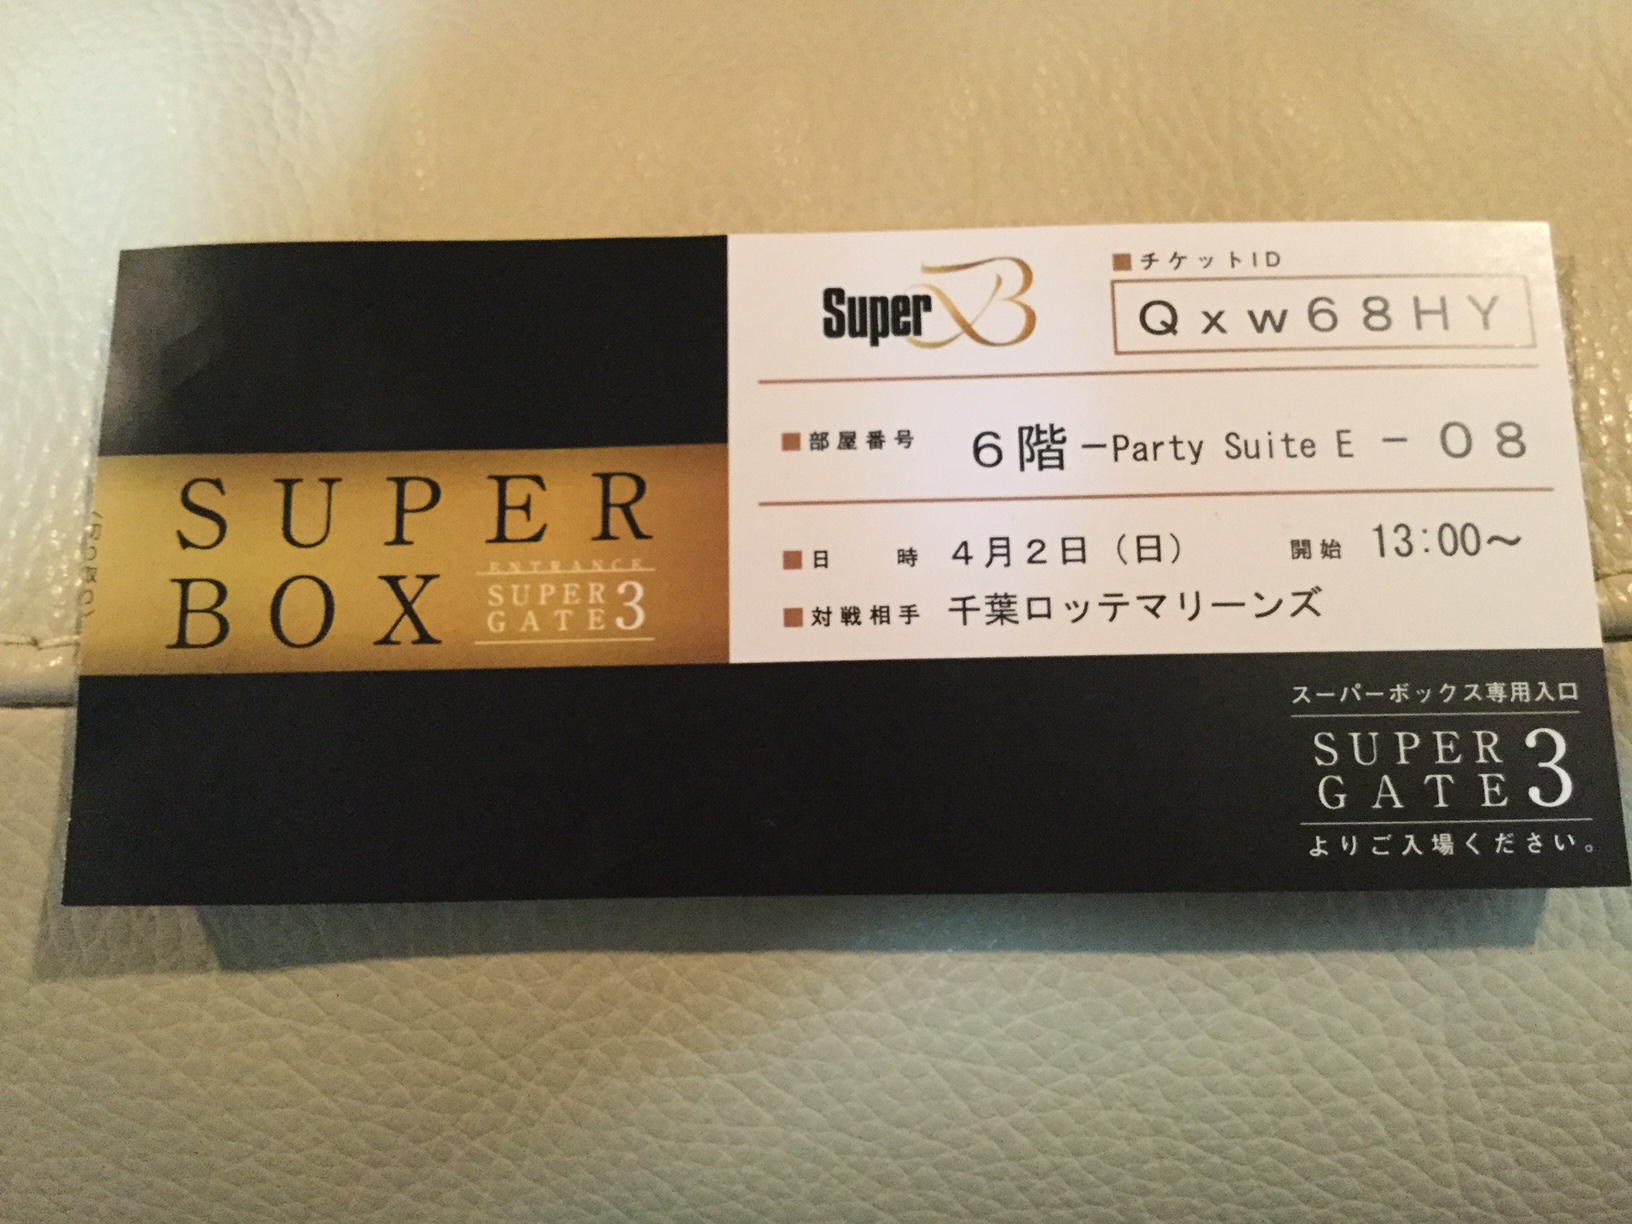 SUPER
BOX
ENTRANCE
SUPER
GATE 3
Super B
■チケットID
Qxw68HY
■部屋番号 6階－Party Suite E － 08
■日 時 4月2日（日） 開始 13:00～
■対戦相手 千葉ロッテマリーンズ
スーパーボックス専用入口
SUPER
GATE 3
よりご入場ください。